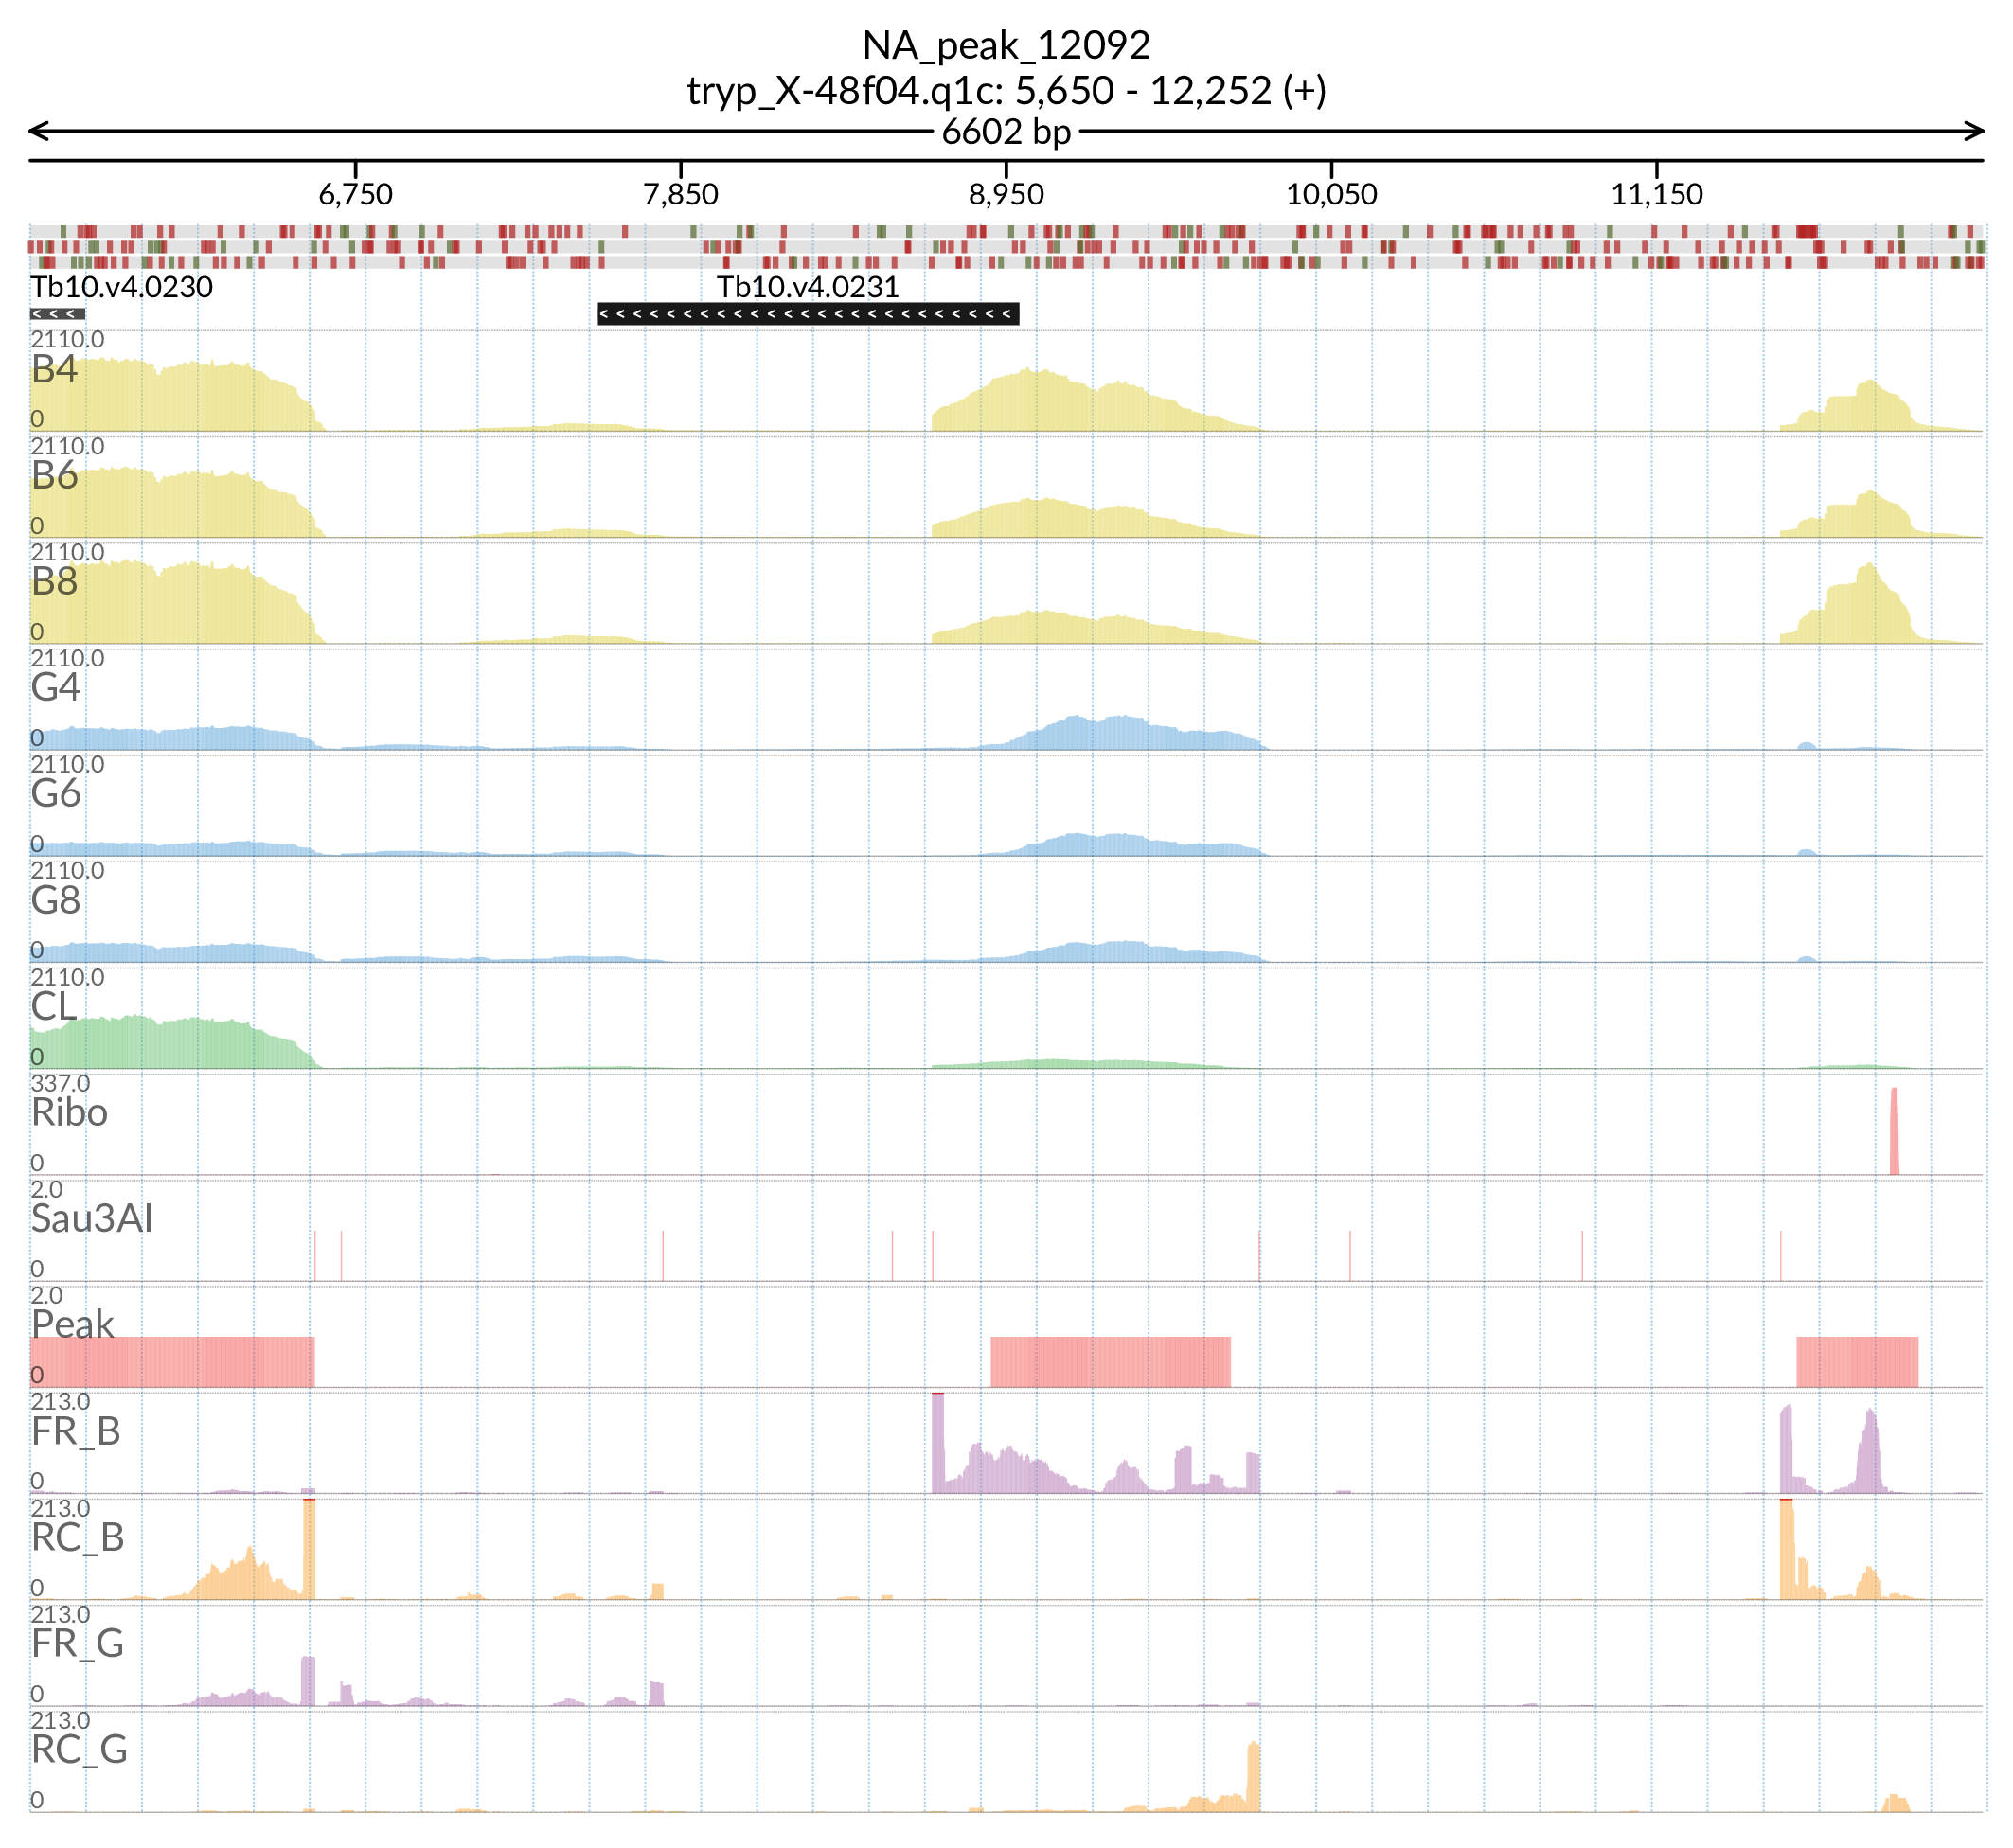 NA_peak_12092
tryp_X-48f04.q1c: 5,650 - 12,252 (+)
6602 bp
6,750 7,850 8,950 10,050 11,150
Tb10.v4.0230 Tb10.v4.0231
2110.0
B4
0
2110.0
B6
0
2110.0
B8
0
2110.0
G4
0
2110.0
G6
0
2110.0
G8
0
2110.0
CL
0
337.0
Ribo
0
2.0
Sau3AI
0
2.0
Peak
0
213.0
FR_B
0
213.0
RC_B
0
213.0
FR_G
0
213.0
RC_G
0